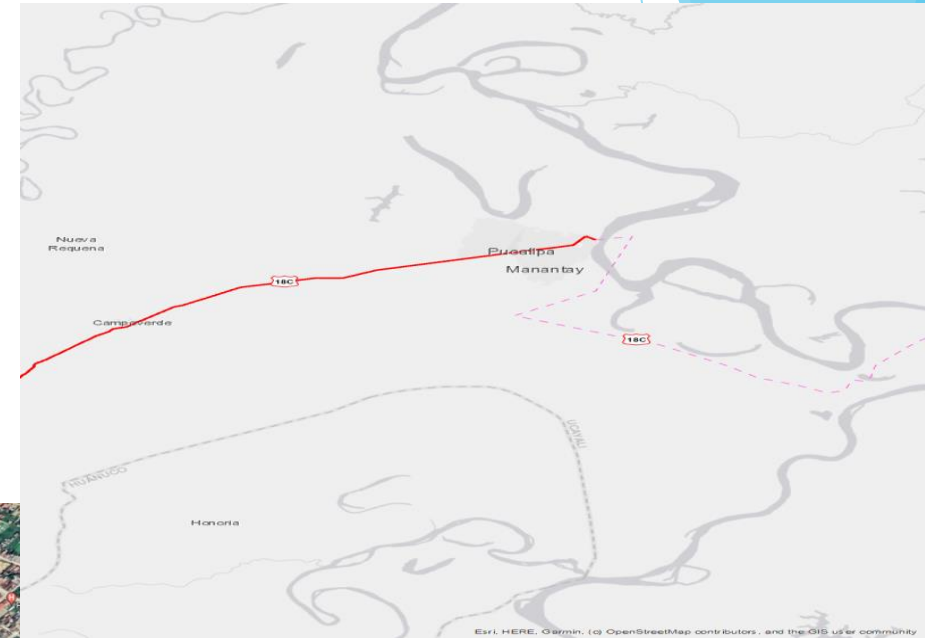 Nueva
Requena
Pucallpa
Manantay
18C
Campoverde
18C
UCAYALI
HUANUCO
Honoria
Esri, HERE, Garmin, (c) OpenStreetMap contributors, and the GIS user community